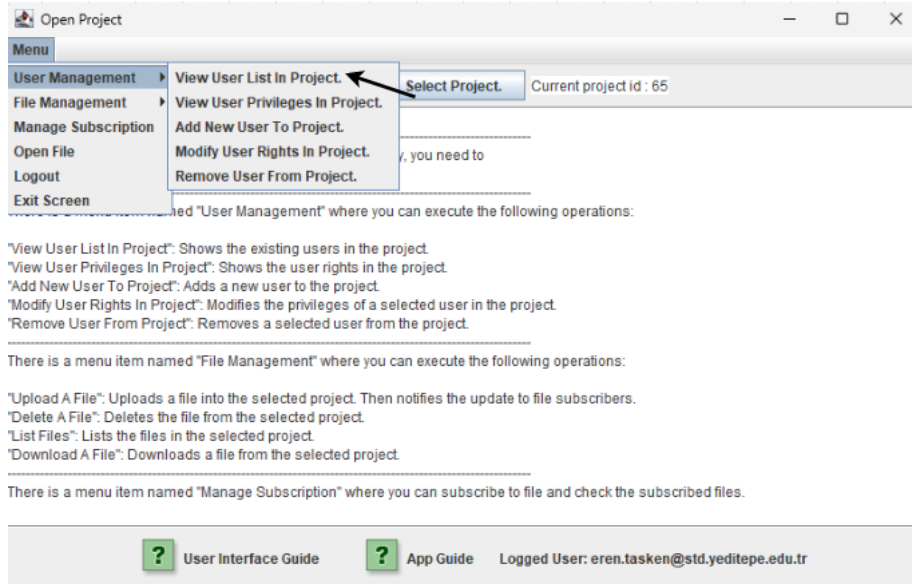 Open Project
Menu
User Management
File Management
Manage Subscription
Open File
Logout
Exit Screen
View User List In Project.
View User Privileges In Project.
Add New User To Project.
Modify User Rights In Project.
Remove User From Project.
Select Project.
Current project id : 65
you need to
named "User Management" where you can execute the following operations:
"View User List In Project": Shows the existing users in the project.
"View User Privileges In Project": Shows the user rights in the project.
"Add New User To Project": Adds a new user to the project.
"Modify User Rights In Project": Modifies the privileges of a selected user in the project.
"Remove User From Project": Removes a selected user from the project.
There is a menu item named "File Management" where you can execute the following operations:
"Upload A File": Uploads a file into the selected project. Then notifies the update to file subscribers.
"Delete A File": Deletes the file from the selected project.
"List Files": Lists the files in the selected project.
"Download A File": Downloads a file from the selected project.
There is a menu item named "Manage Subscription" where you can subscribe to file and check the subscribed files.
? User Interface Guide ? App Guide Logged User: eren.tasken@std.yeditepe.edu.tr